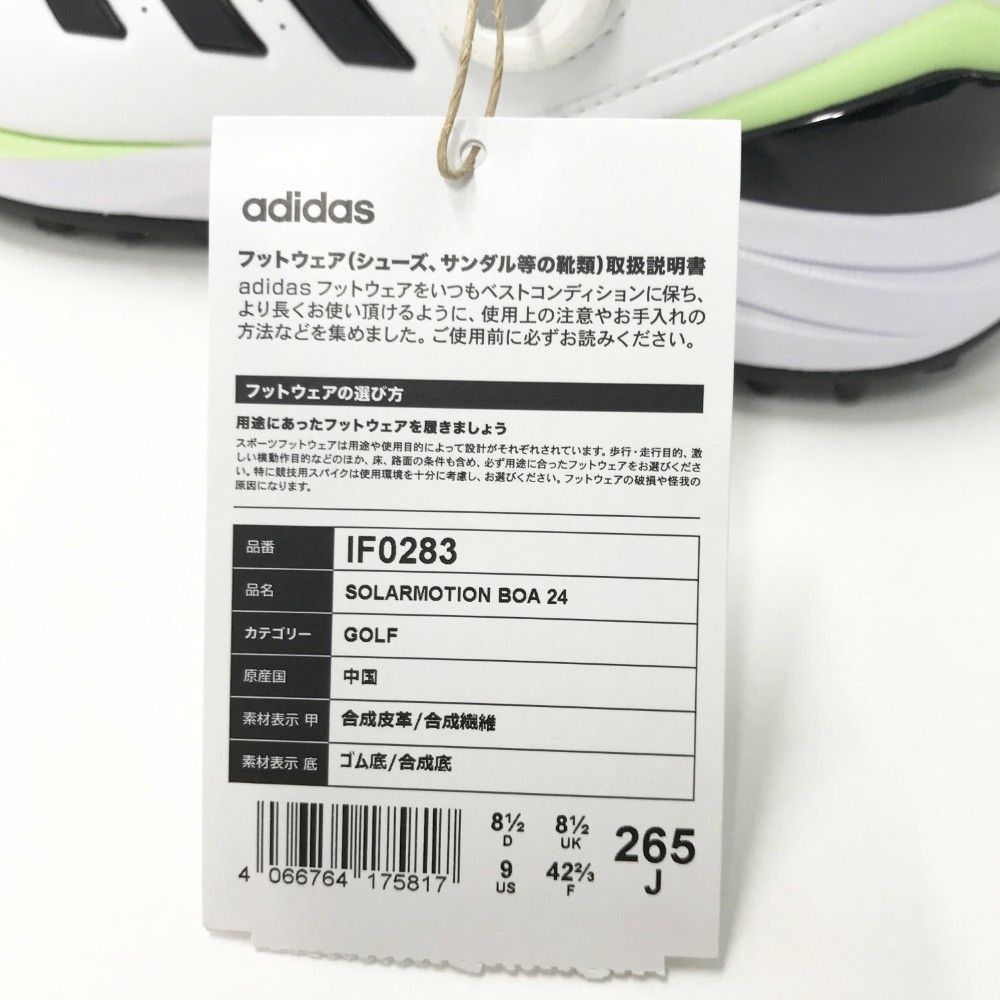 adidas
フットウェア(シューズ、サンダル等の靴類)取扱説明書
adidas フットウェアをいつもベストコンディションに保ち、
より長くお使い頂けるように、使用上の注意やお手入れの
方法などを集めました。ご使用前に必ずお読みください。
フットウェアの選び方
用途にあったフットウェアを履きましょう
スポーツフットウェアは用途や使用目的によって設計がそれぞれされています。歩行・走行目的、激
しい横動作目的などのほか、床、路面の条件も含め、必ず用途に合ったフットウェアをお選びくださ
い。特に競技用スパイクは使用環境を十分に考慮し、お選びください。フットウェアの破損や怪我の
原因になります。
品番 IF0283
品名 SOLARMOTION BOA 24
カテゴリー GOLF
原産国 中国
素材表示 甲 合成皮革/合成繊維
素材表示 底 ゴム底/合成底
8½ 8½ 265
D UK J
9 42⅔
US F
4 066764 175817